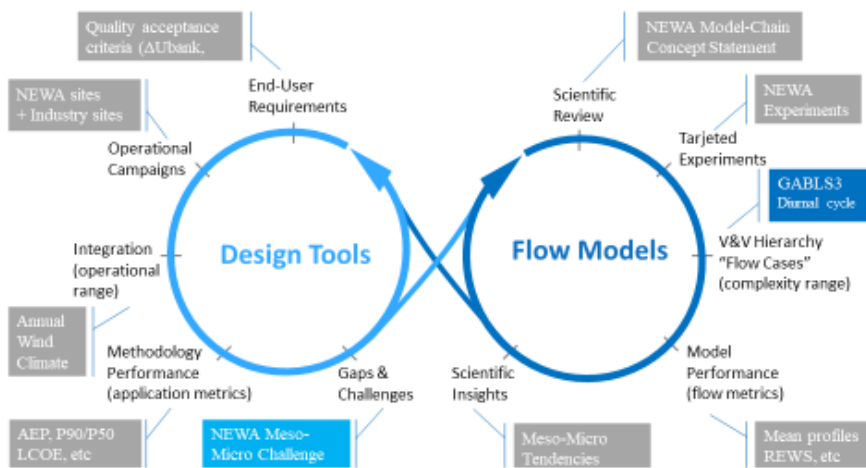 Quality acceptance
criteria (ΔUbank,
NEWA Model-Chain
Concept Statement
NEWA sites
+ Industry sites
End-User
Requirements
Scientific
Review
NEWA
Experiments
Operational
Campaigns
Tarjeted
Experiments
GABLS3
Diurnal cycle
Integration
(operational
range)
Design Tools
Flow Models
V&V Hierarchy
"Flow Cases"
(complexity range)
Annual
Wind
Climate
Methodology
Performance
(application metrics)
Gaps &
Challenges
Scientific
Insights
Model
Performance
(flow metrics)
AEP, P90/P50
LCOE, etc
NEWA Meso-
Micro Challenge
Meso-Micro
Tendencies
Mean profiles
REWS, etc